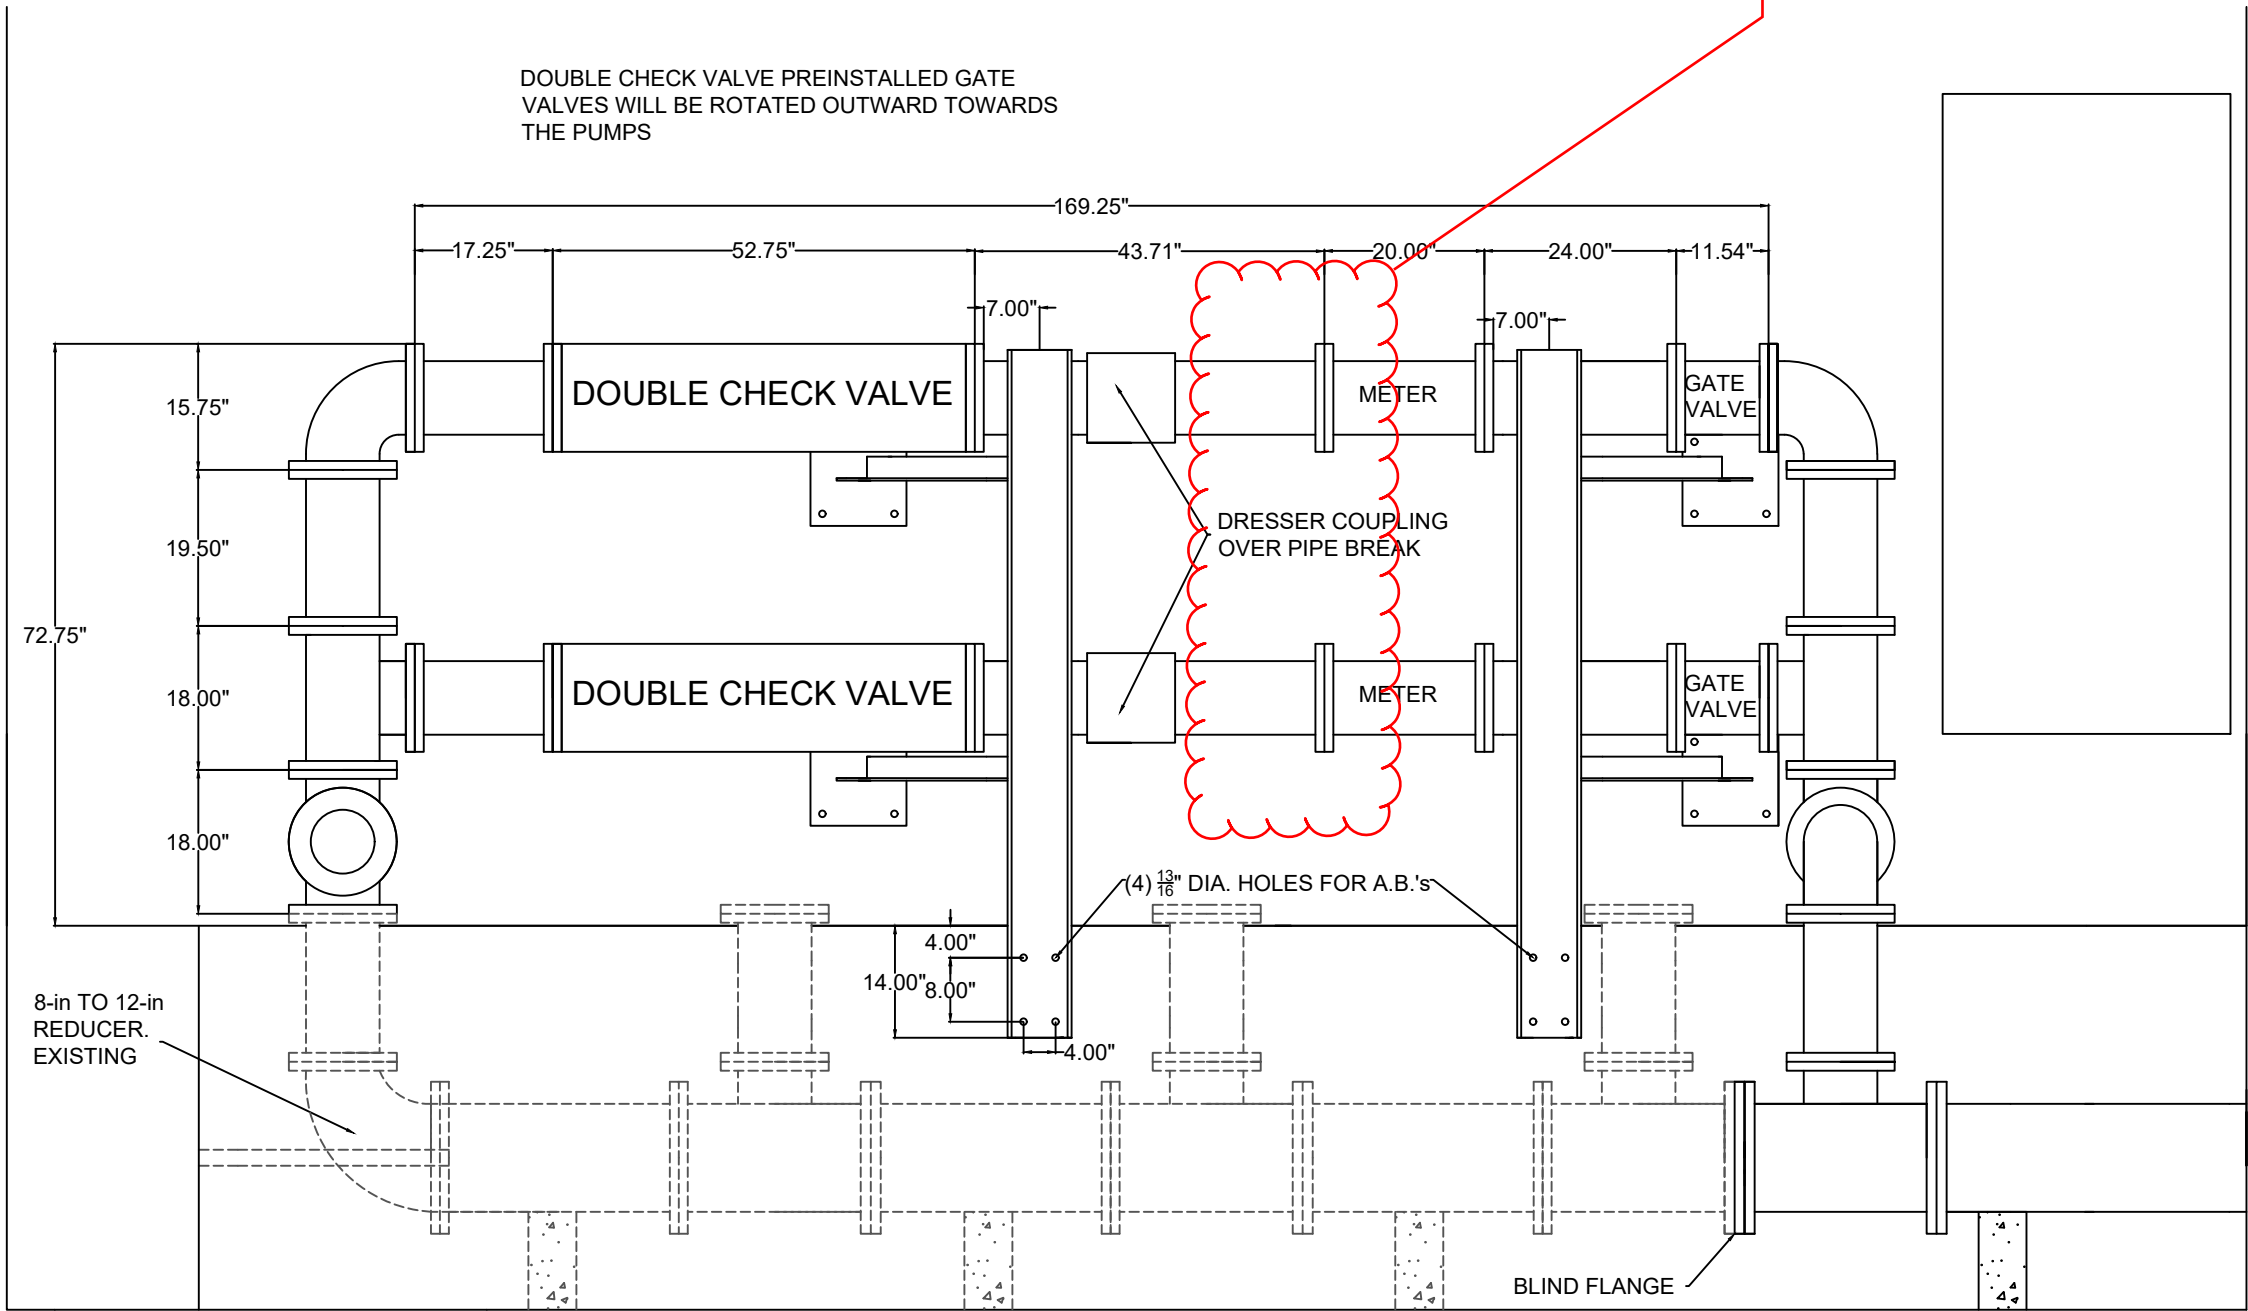 DOUBLE CHECK VALVE PREINSTALLED GATE
VALVES WILL BE ROTATED OUTWARD TOWARDS
THE PUMPS
169.25"
17.25"
52.75"
43.71"
20.00"
24.00"
11.54"
7.00"
7.00"
15.75"
DOUBLE CHECK VALVE
METER
GATE
VALVE
19.50"
DRESSER COUPLING
OVER PIPE BREAK
72.75"
18.00"
DOUBLE CHECK VALVE
METER
GATE
VALVE
18.00"
(4) 13/16" DIA. HOLES FOR A.B.'s
4.00"
14.00"
8.00"
4.00"
8-in TO 12-in
REDUCER.
EXISTING
BLIND FLANGE